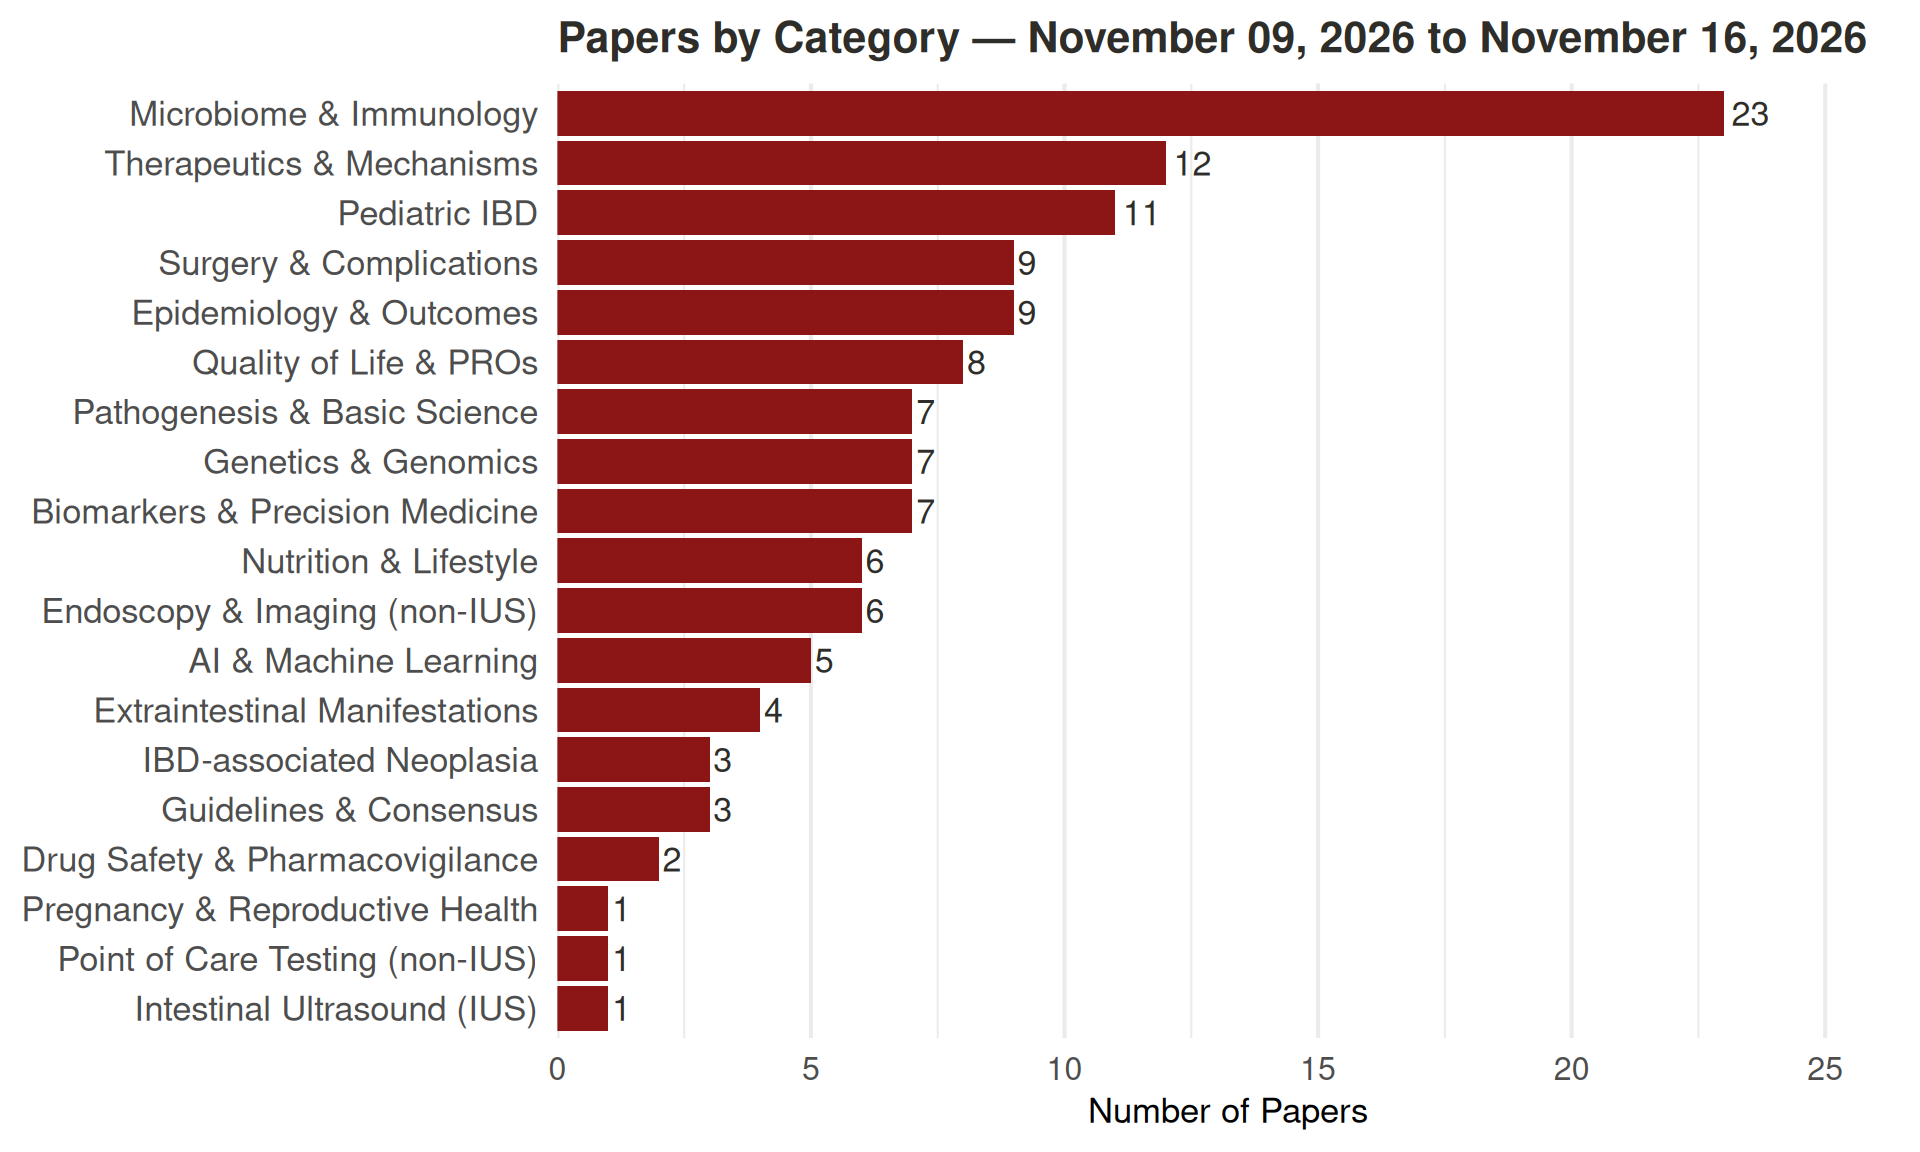 Papers by Category — November 09, 2026 to November 16, 2026
Microbiome & Immunology 23
Therapeutics & Mechanisms 12
Pediatric IBD 11
Surgery & Complications 9
Epidemiology & Outcomes 9
Quality of Life & PROs 8
Pathogenesis & Basic Science 7
Genetics & Genomics 7
Biomarkers & Precision Medicine 7
Nutrition & Lifestyle 6
Endoscopy & Imaging (non-IUS) 6
AI & Machine Learning 5
Extraintestinal Manifestations 4
IBD-associated Neoplasia 3
Guidelines & Consensus 3
Drug Safety & Pharmacovigilance 2
Pregnancy & Reproductive Health 1
Point of Care Testing (non-IUS) 1
Intestinal Ultrasound (IUS) 1
0 5 10 15 20 25
Number of Papers